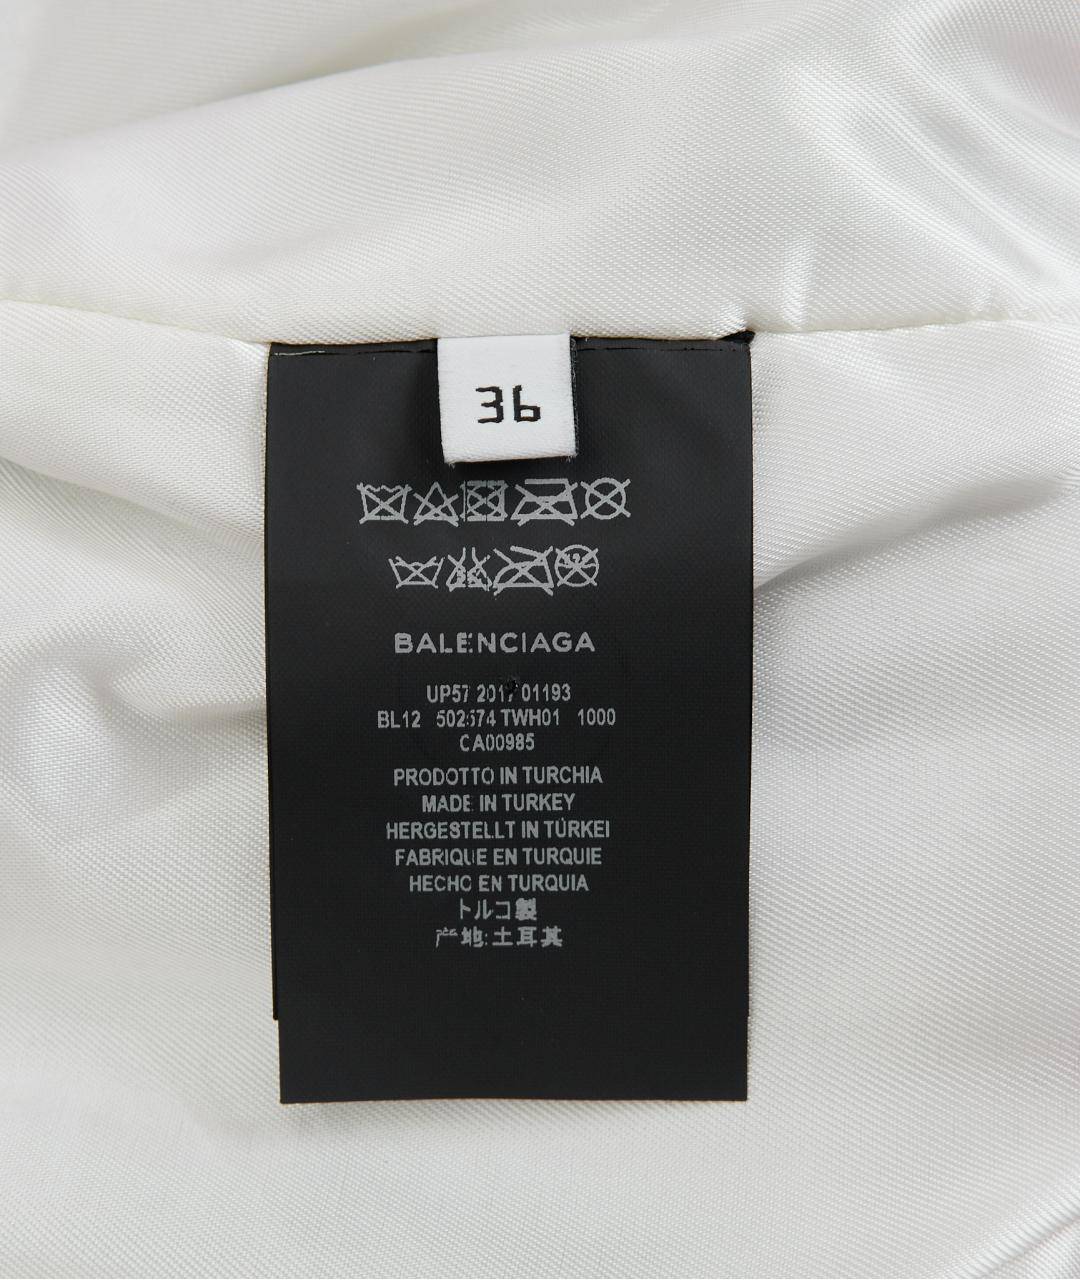 36
BALENCIAGA
UP57 2017 01193
BL12 502574 TWH01 1000
CA00985
PRODOTTO IN TURCHIA
MADE IN TURKEY
HERGESTELLT IN TÜRKEI
FABRIQUE EN TURQUIE
HECHO EN TURQUIA
トルコ製
产地:土耳其